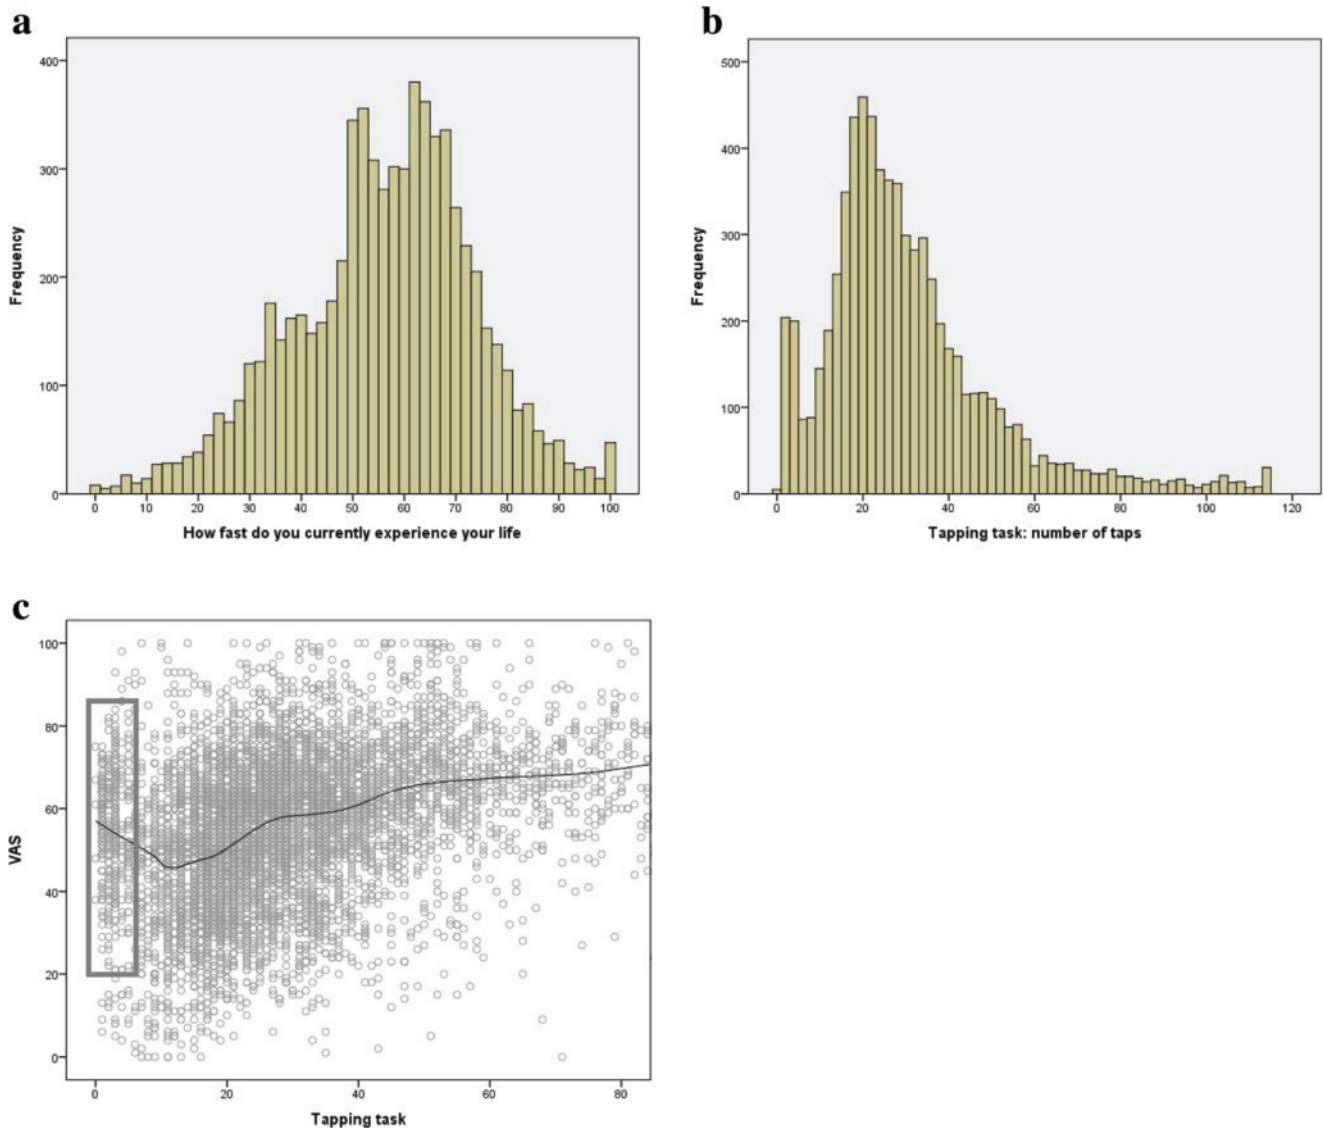 a
400
300
200
100
0
Frequency
0 10 20 30 40 50 60 70 80 90 100
How fast do you currently experience your life
b
500
400
300
200
100
0
Frequency
0 20 40 60 80 100 120
Tapping task: number of taps
c
100
80
60
40
20
0
VAS
0 20 40 60 80
Tapping task